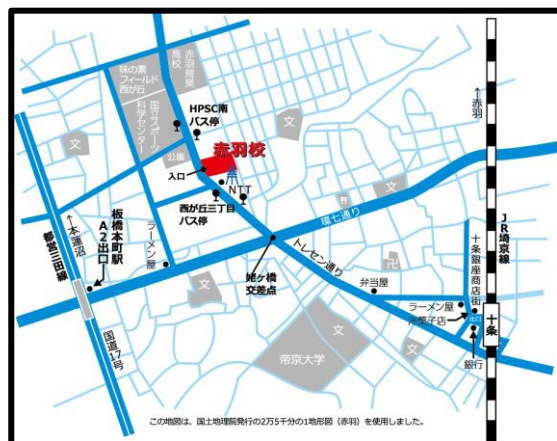 味の素
フィールド
西が丘
赤羽商業
高校
国立スポーツ
科学センター
HPSC南
バス停
公園
赤羽校
入口
NTT
西が丘三丁目
バス停
文
文
文
文
文
文
文
卍
←赤羽
JR埼京線
環七通り
トレセン通り
姥ヶ橋
交差点
←本蓮沼
都営三田線
板橋本町駅
A2出口
ラーメン屋
国道17号
弁当屋
帝京大学
十条銀座商店街
ラーメン屋
洋菓子店
十条
銀行
この地図は、国土地理院発行の2万5千分の1地形図（赤羽）を使用しました。